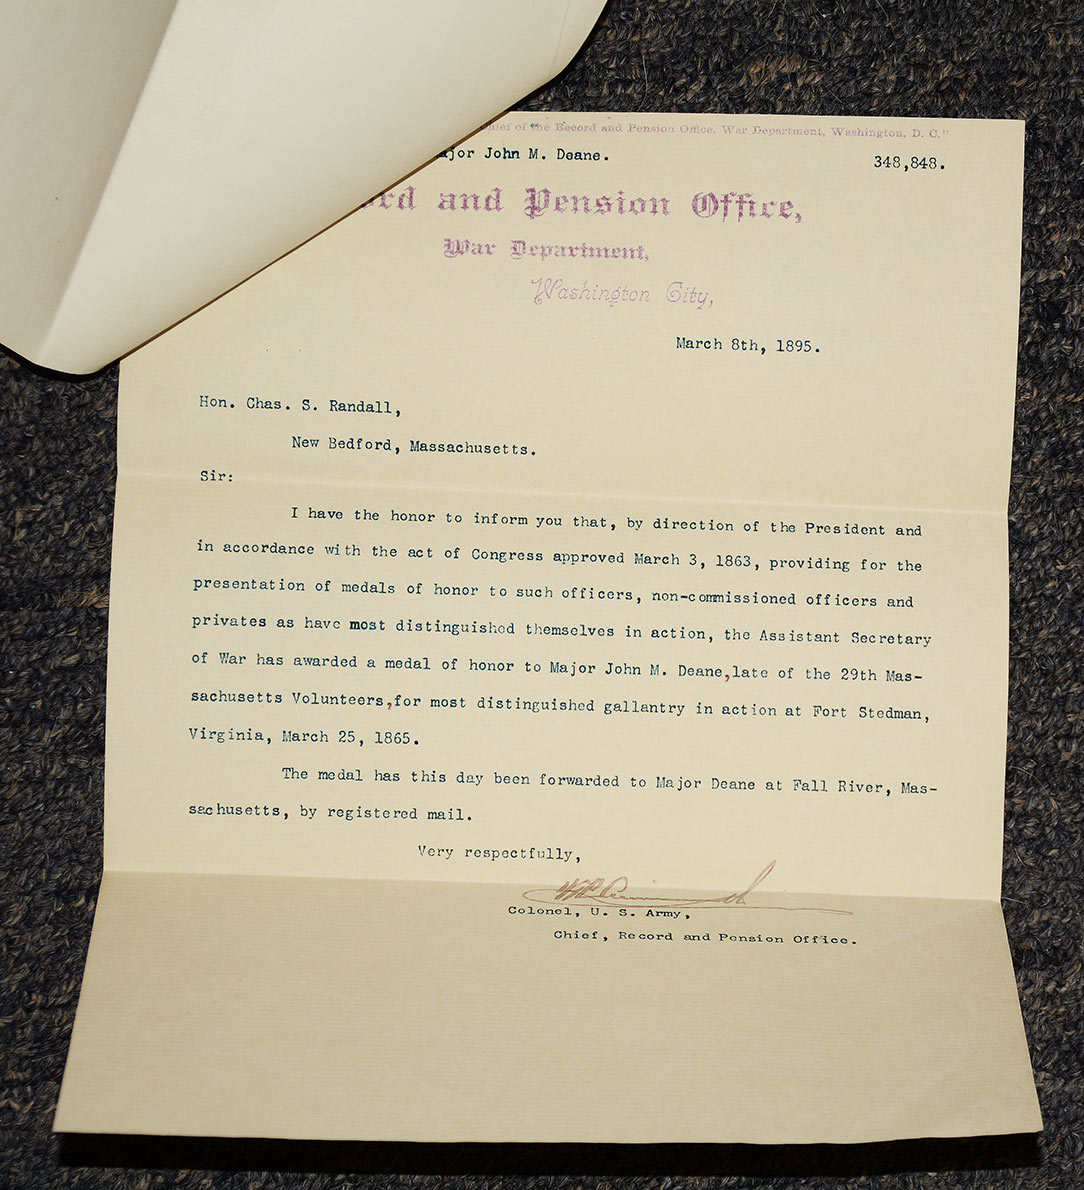 of the Record and Pension Office, War Department, Washington, D. C."
John M. Deane. 348,848.
and Pension Office,
War Department,
Washington City,
March 8th, 1895.
Hon. Chas. S. Randall,
New Bedford, Massachusetts.
Sir:
I have the honor to inform you that, by direction of the President and
in accordance with the act of Congress approved March 3, 1863, providing for the
presentation of medals of honor to such officers, non-commissioned officers and
privates as have most distinguished themselves in action, the Assistant Secretary
of War has awarded a medal of honor to Major John M. Deane,late of the 29th Mas-
sachusetts Volunteers,for most distinguished gallantry in action at Fort Stedman,
Virginia, March 25, 1865.
The medal has this day been forwarded to Major Deane at Fall River, Mas-
sachusetts, by registered mail.
Very respectfully,
Colonel, U. S. Army,
Chief, Record and Pension Office.